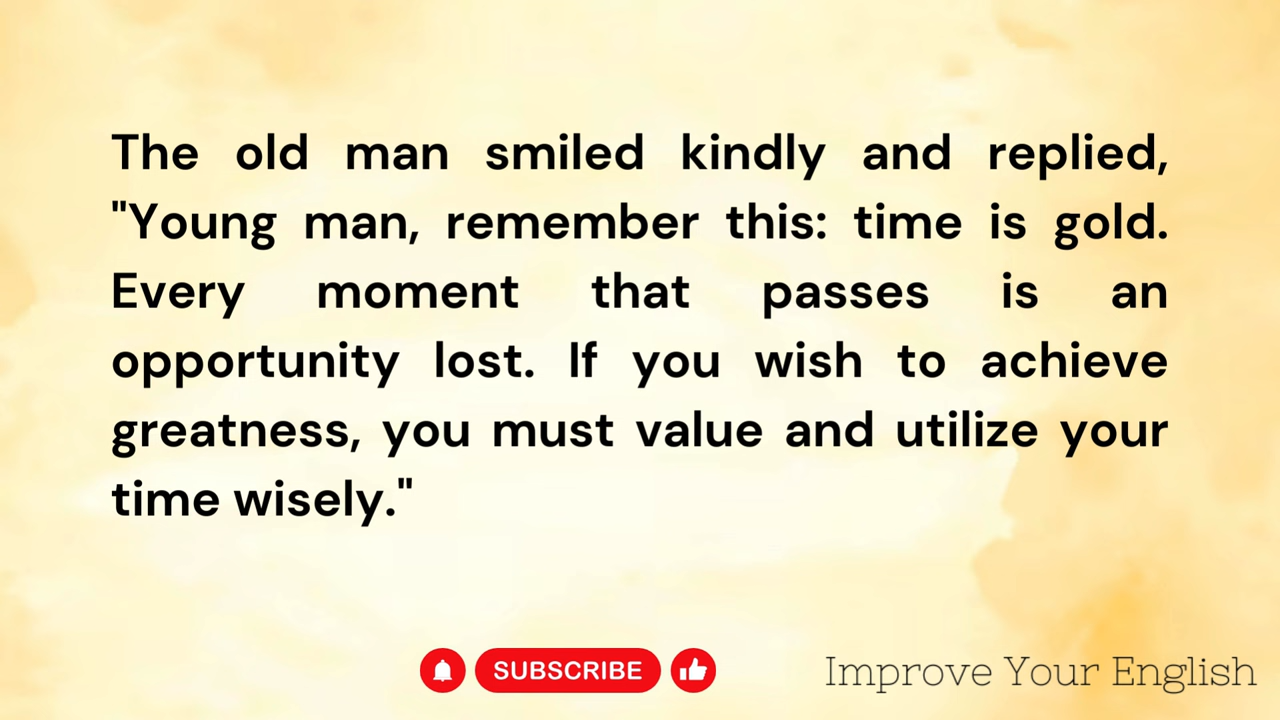 The old man smiled kindly and replied,
"Young man, remember this: time is gold.
Every moment that passes is an
opportunity lost. If you wish to achieve
greatness, you must value and utilize your
time wisely."
SUBSCRIBE
Improve Your English